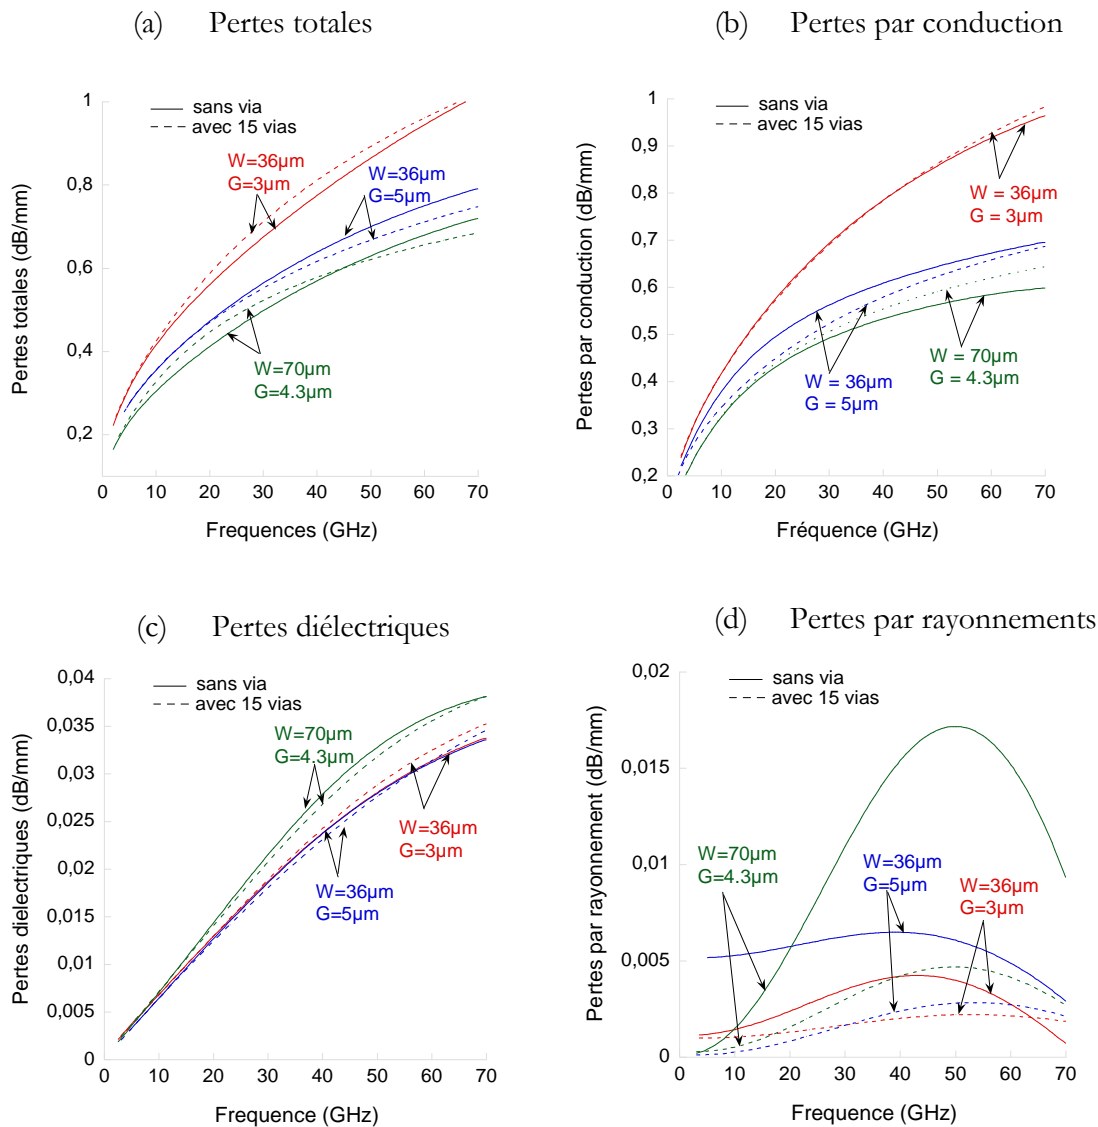 (a) Pertes totales
1
0,8
0,6
0,4
0,2
0 10 20 30 40 50 60 70
Pertes totales (dB/mm)
Frequences (GHz)
sans via
avec 15 vias
W=36µm
G=3µm
W=36µm
G=5µm
W=70µm
G=4.3µm
(b) Pertes par conduction
1
0,9
0,8
0,7
0,6
0,5
0,4
0,3
0,2
0 10 20 30 40 50 60 70
Pertes par conduction (dB/mm)
Fréquence (GHz)
sans via
avec 15 vias
W = 36µm
G = 3µm
W = 36µm
G = 5µm
W = 70µm
G = 4.3µm
(c) Pertes diélectriques
0,04
0,035
0,03
0,025
0,02
0,015
0,01
0,005
0
0 10 20 30 40 50 60 70
Pertes dielectriques (dB/mm)
Frequence (GHz)
sans via
avec 15 vias
W=70µm
G=4.3µm
W=36µm
G=3µm
W=36µm
G=5µm
(d) Pertes par rayonnements
0,02
0,015
0,01
0,005
0
0 10 20 30 40 50 60 70
Pertes par rayonnement (dB/mm)
Frequence (GHz)
sans via
avec 15 vias
W=70µm
G=4.3µm
W=36µm
G=5µm
W=36µm
G=3µm